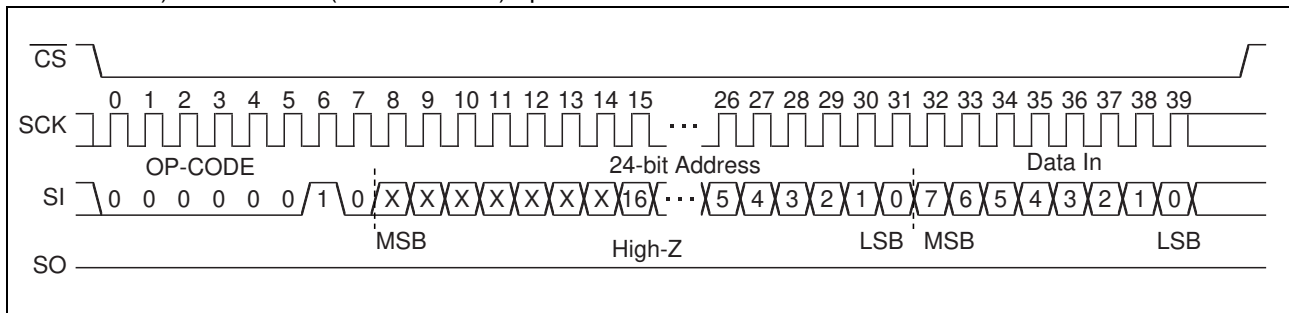 CS
0 1 2 3 4 5 6 7 8 9 10 11 12 13 14 15 26 27 28 29 30 31 32 33 34 35 36 37 38 39
SCK ...
OP-CODE 24-bit Address Data In
SI 0 0 0 0 0 0 1 0 X X X X X X X 16 ... 5 4 3 2 1 0 7 6 5 4 3 2 1 0
MSB High-Z LSB MSB LSB
SO